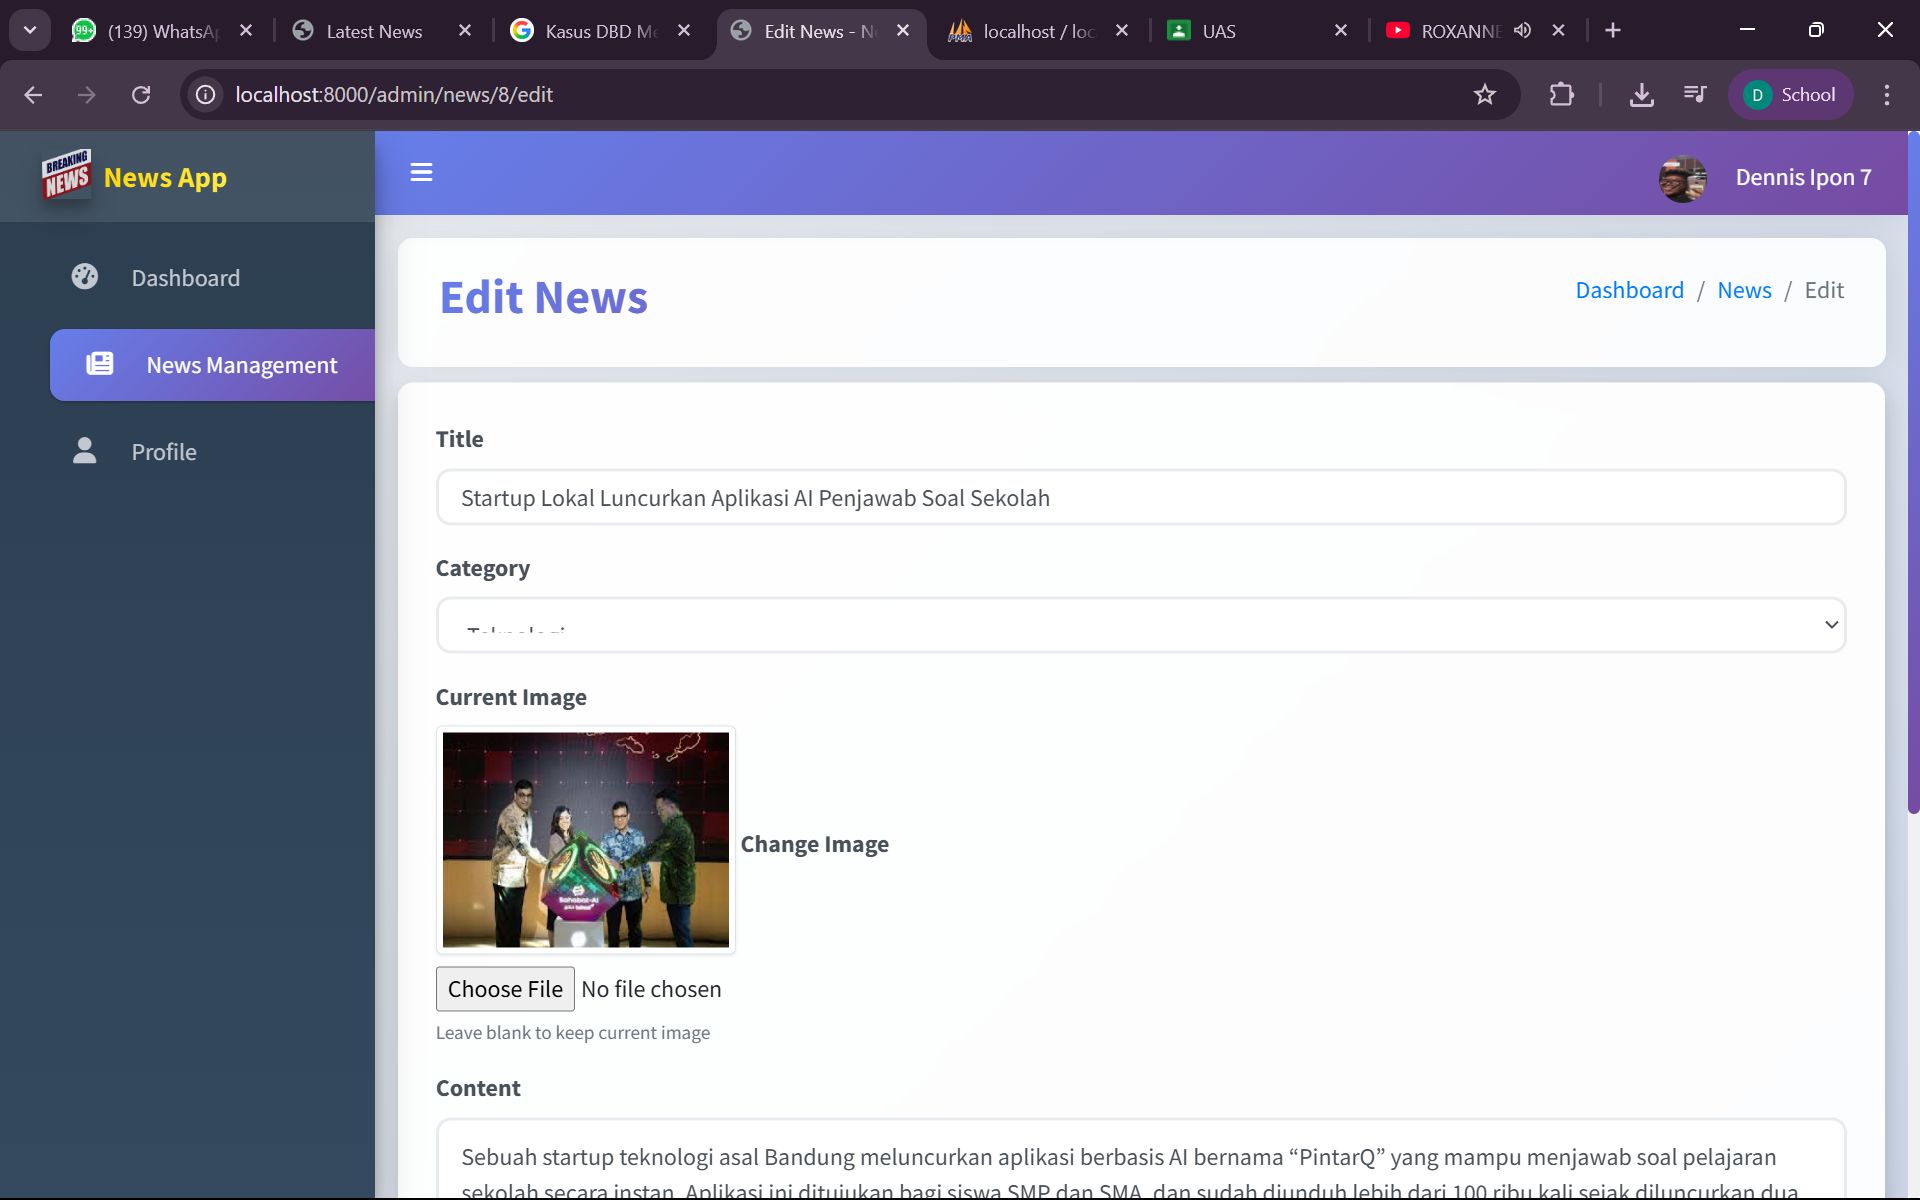 (139) WhatsAp
Latest News
Kasus DBD Me
Edit News - N
localhost / loc
UAS
ROXANNE
localhost:8000/admin/news/8/edit
D School
BREAKING NEWS
News App
Dennis Ipon 7
Dashboard
News Management
Profile
Edit News
Dashboard / News / Edit
Title
Startup Lokal Luncurkan Aplikasi AI Penjawab Soal Sekolah
Category
Teknologi
Current Image
Sahabat-AI
Change Image
Choose File No file chosen
Leave blank to keep current image
Content
Sebuah startup teknologi asal Bandung meluncurkan aplikasi berbasis AI bernama “PintarQ” yang mampu menjawab soal pelajaran
sekolah secara instan. Aplikasi ini ditujukan bagi siswa SMP dan SMA, dan sudah diunduh lebih dari 100 ribu kali sejak diluncurkan dua